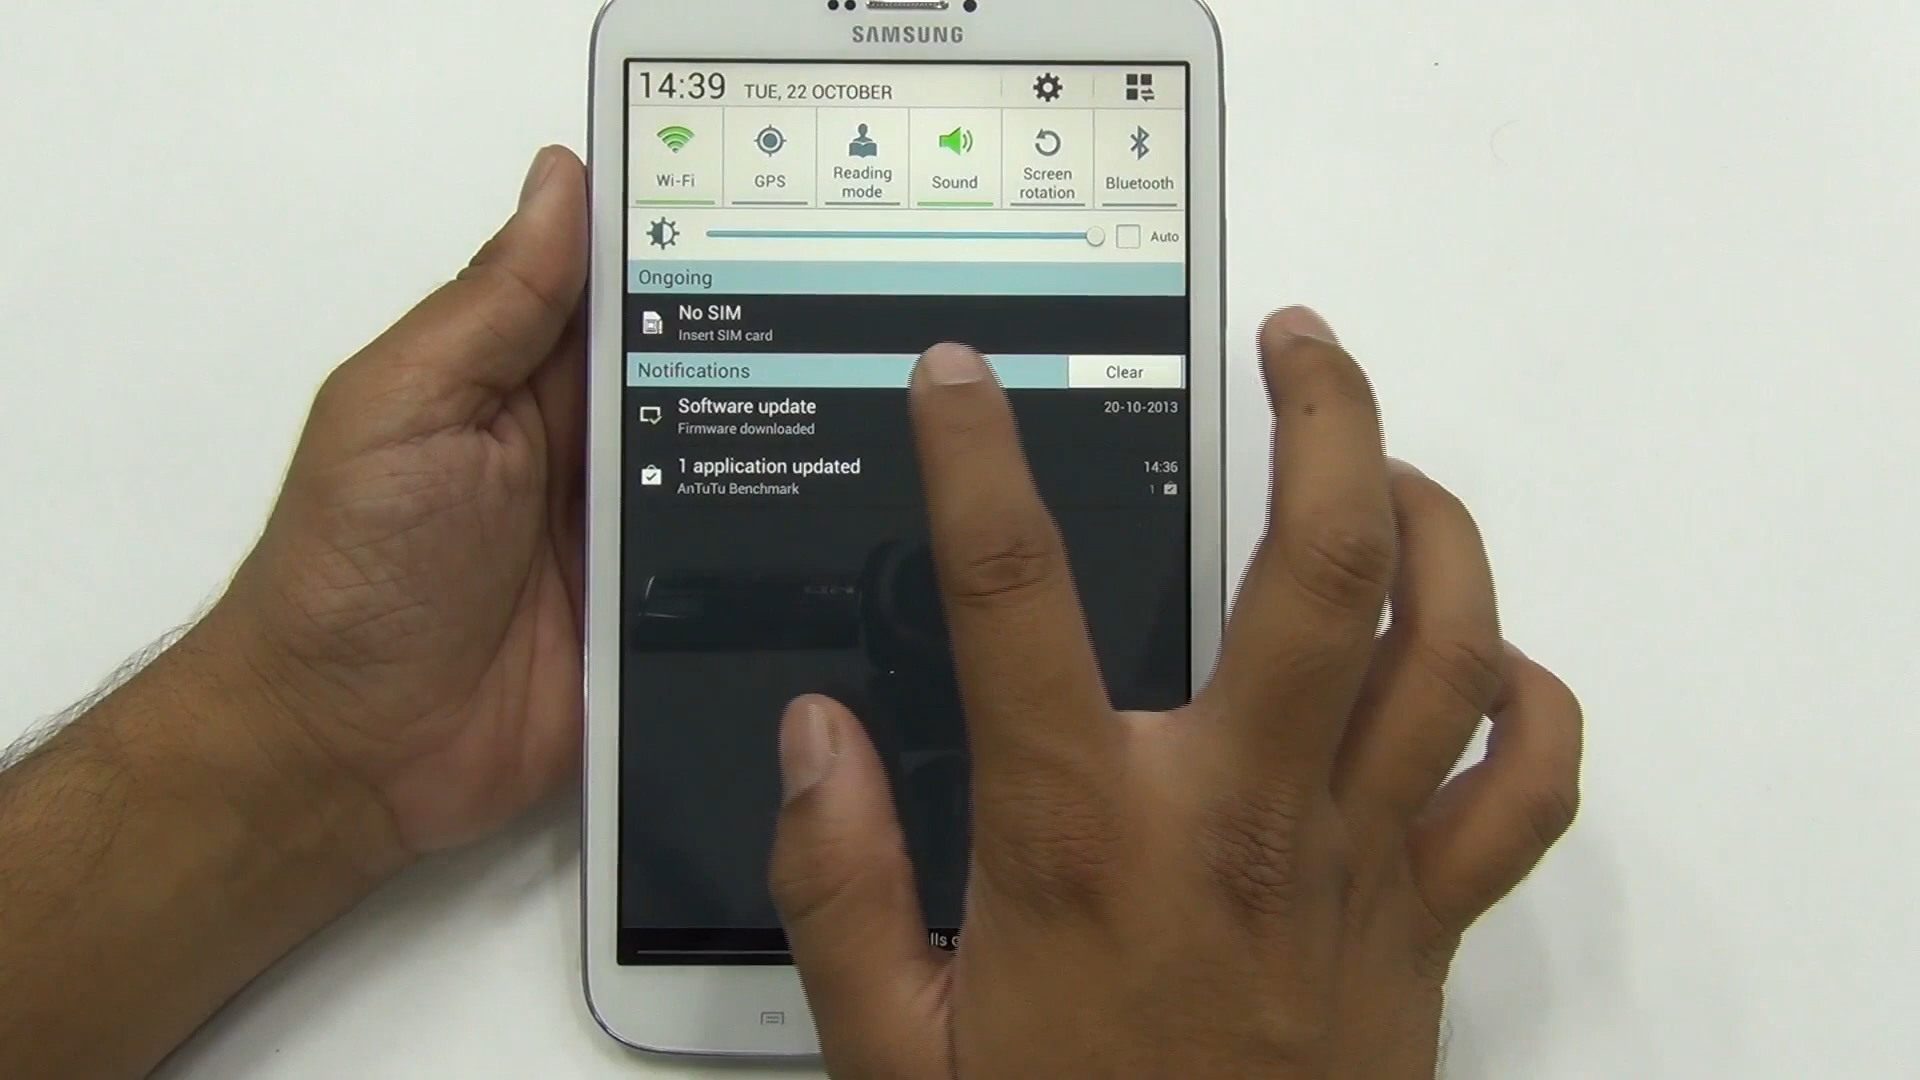 SAMSUNG
14:39 TUE, 22 OCTOBER
Wi-Fi
GPS
Reading
mode
Sound
Screen
rotation
Bluetooth
Auto
Ongoing
No SIM
Insert SIM card
Notifications
Clear
Software update
20-10-2013
Firmware downloaded
1 application updated
14:36
AnTuTu Benchmark
1